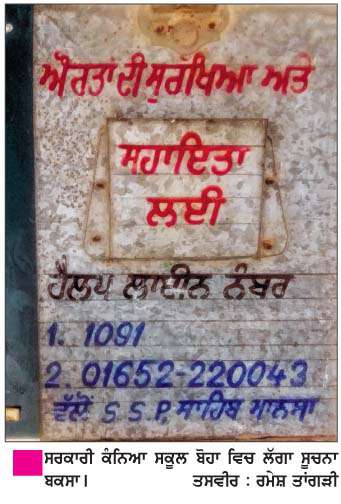 ਔਰਤਾ ਦੀ ਸੁਰੱਖਿਆ ਅਤੇ
ਸਹਾਇਤਾ
ਲਈ
ਹੈਲਪ ਲਾਈਨ ਨੰਬਰ
1. 1091
2. 01652-220043
ਵੱਲੋਂ S S P, ਸਾਹਿਬ ਮਾਨਸਾ
ਸਰਕਾਰੀ ਕੰਨਿਆ ਸਕੂਲ ਬੋਹਾ ਵਿਚ ਲੱਗਾ ਸੂਚਨਾ
ਬਕਸਾ। ਤਸਵੀਰ : ਰਮੇਸ਼ ਤਾਂਗੜੀ